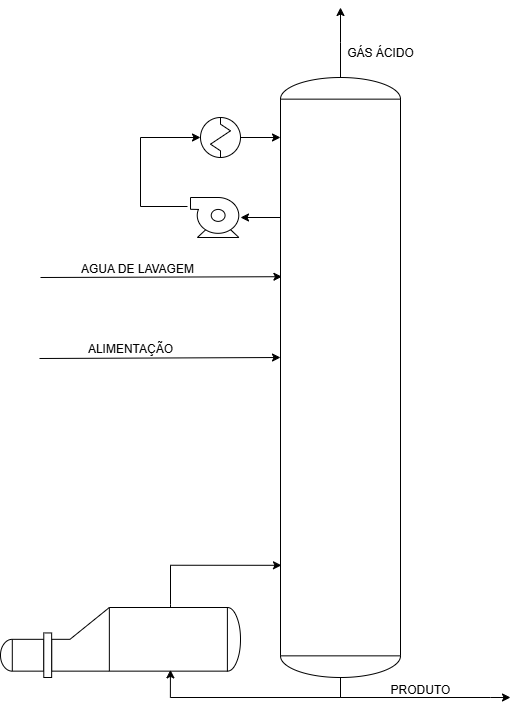 GÁS ÁCIDO
AGUA DE LAVAGEM
ALIMENTAÇÃO
PRODUTO